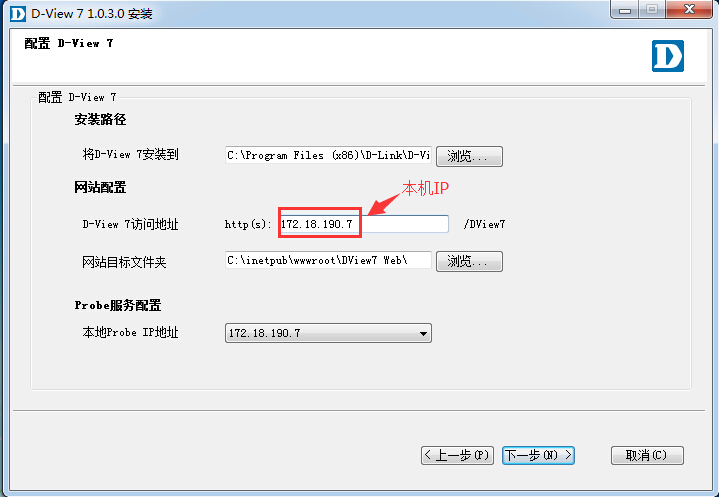 D-View 7 1.0.3.0 安装
配置 D-View 7
D
配置 D-View 7
安装路径
将D-View 7安装到 C:\Program Files (x86)\D-Link\D-Vi 浏览...
网站配置
本机IP
D-View 7访问地址 http(s): 172.18.190.7 /DView7
网站目标文件夹 C:\inetpub\wwwroot\DView7 Web\ 浏览...
Probe服务配置
本地Probe IP地址 172.18.190.7
< 上一步(P) 下一步(N) > 取消(C)